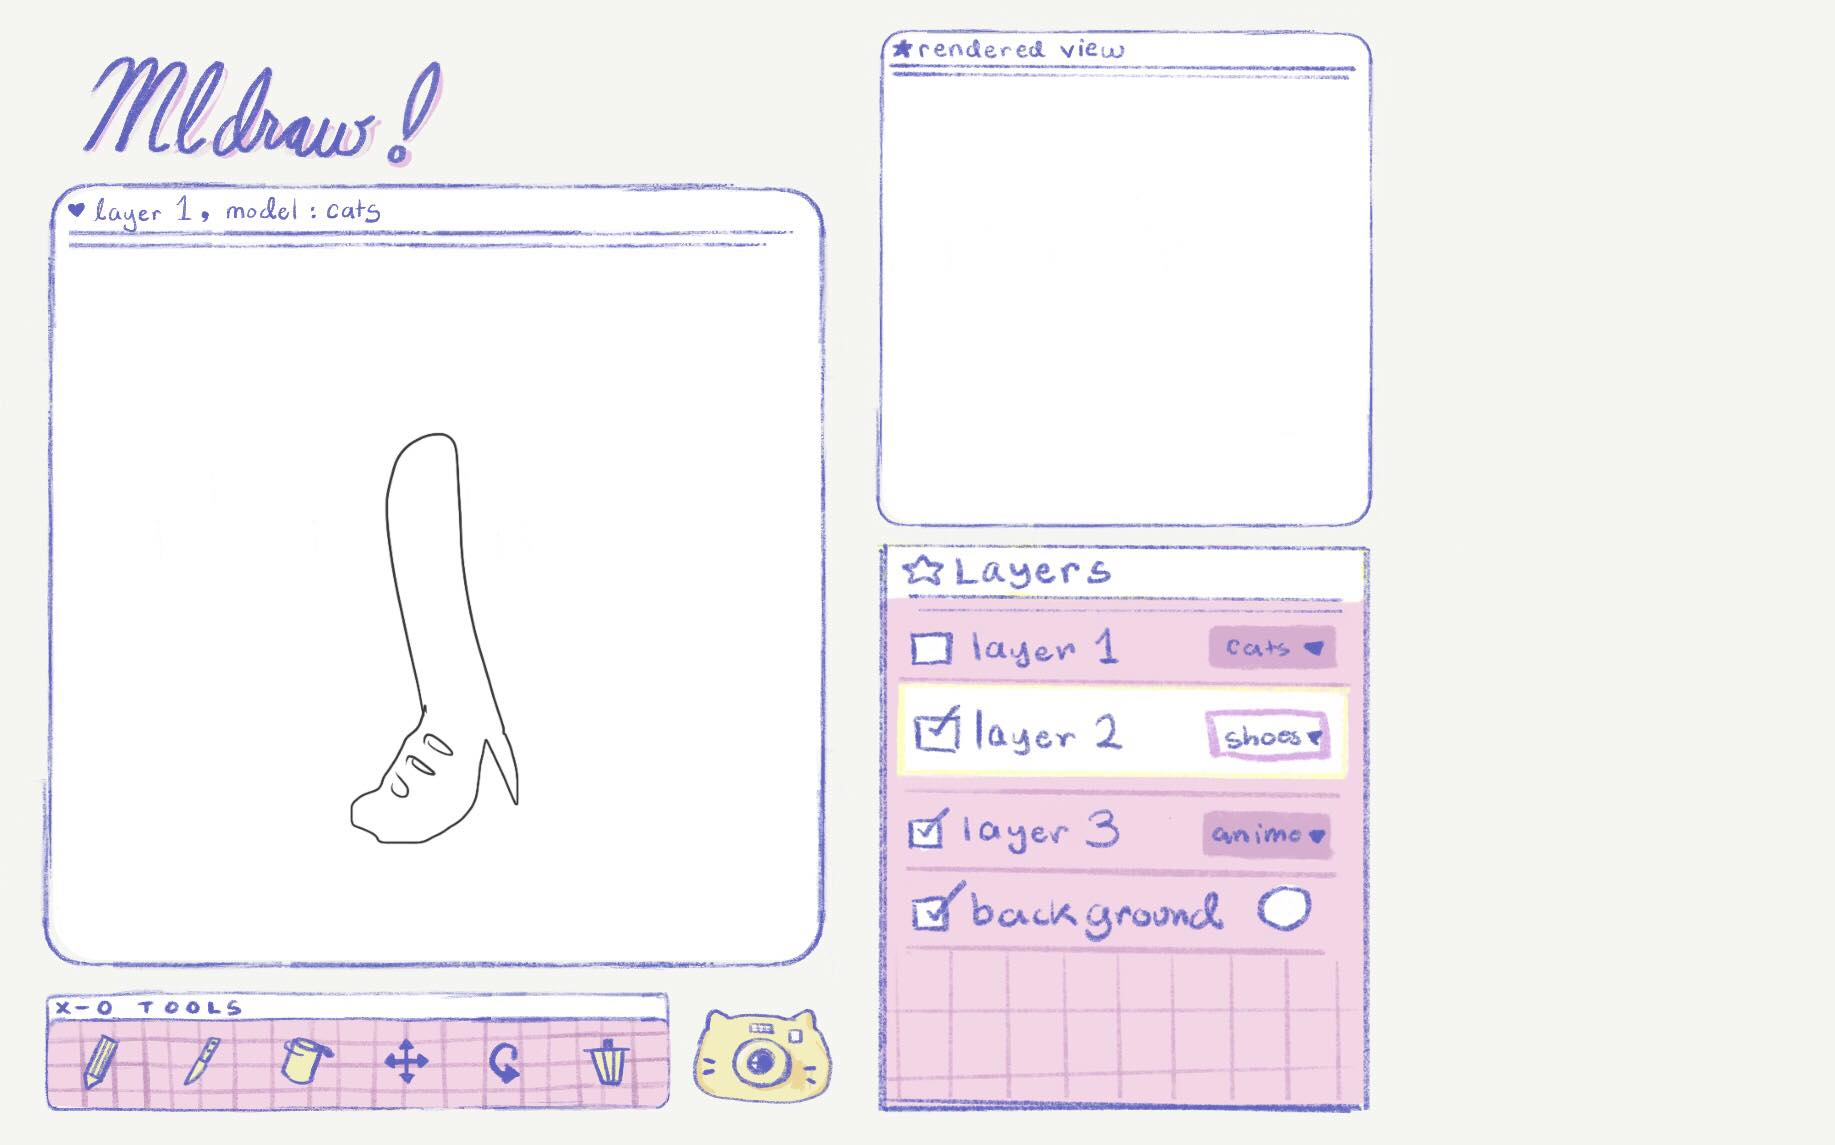 Mldraw!
layer 1, model: cats
rendered view
Layers
layer 1 cats
layer 2 shoes
layer 3 anime
background
X-O TOOLS